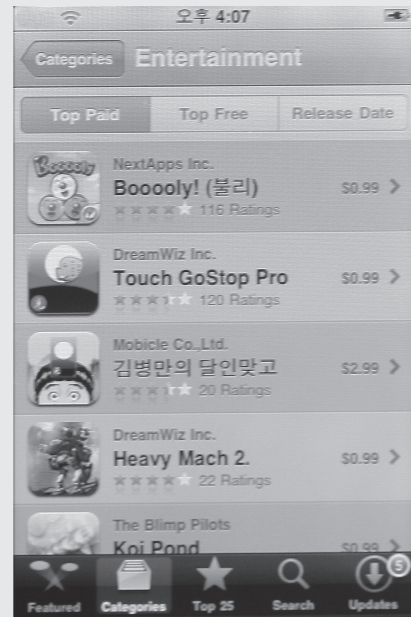 오후 4:07
Categories Entertainment
Top Paid Top Free Release Date
NextApps Inc.
Booooly! (불리) $0.99
116 Ratings
DreamWiz Inc.
Touch GoStop Pro $0.99
120 Ratings
Mobicle Co.,Ltd.
김병만의 달인맞고 $2.99
20 Ratings
DreamWiz Inc.
Heavy Mach 2. $0.99
22 Ratings
The Blimp Pilots
Koi Pond $0.99
Featured Categories Top 25 Search Updates 5